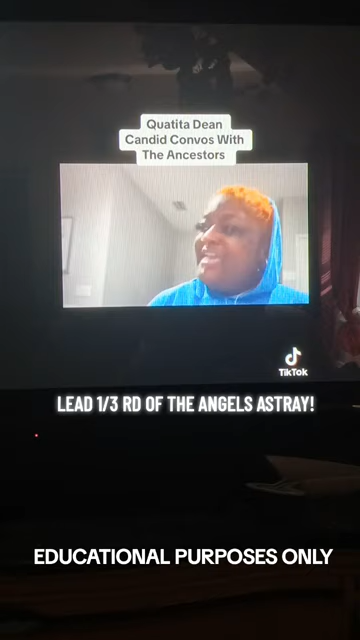 Quatita Dean
Candid Convos With
The Ancestors
TikTok
LEAD 1/3 RD OF THE ANGELS ASTRAY!
EDUCATIONAL PURPOSES ONLY